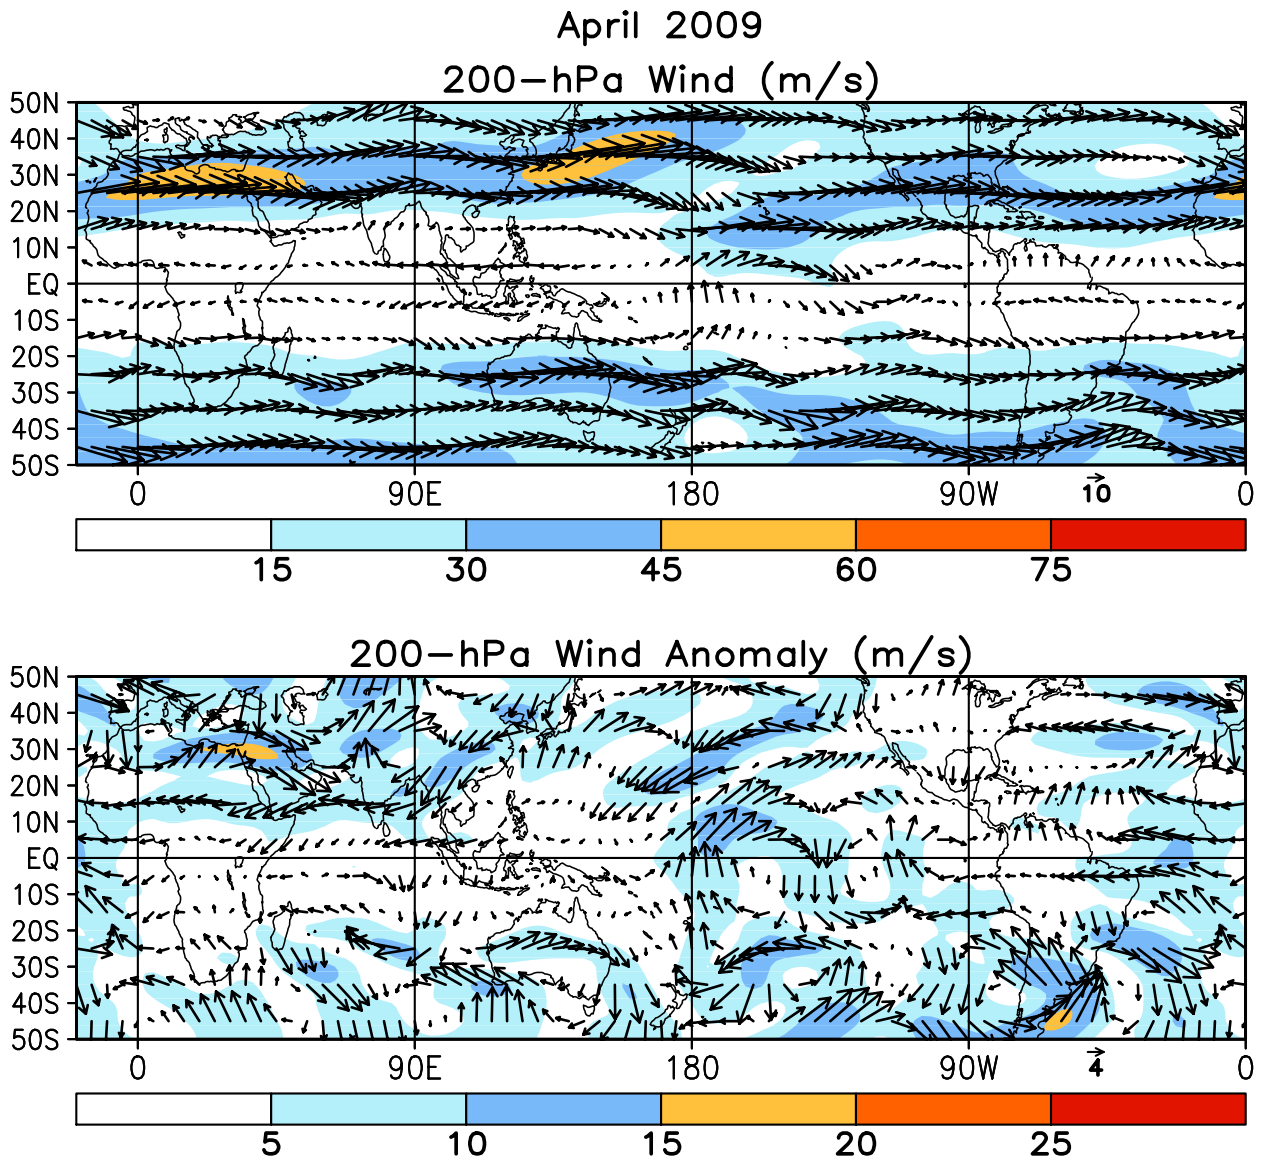 April 2009
200-hPa Wind (m/s)
50N
40N
30N
20N
10N
EQ
10S
20S
30S
40S
50S
0 90E 180 90W 10 0
15 30 45 60 75
200-hPa Wind Anomaly (m/s)
50N
40N
30N
20N
10N
EQ
10S
20S
30S
40S
50S
0 90E 180 90W 4 0
5 10 15 20 25